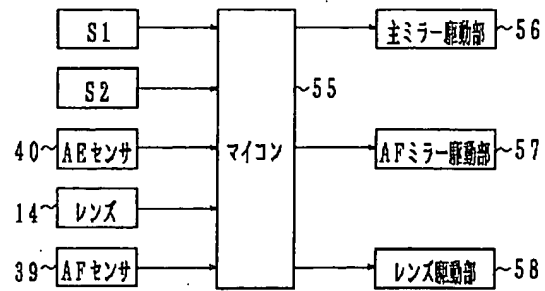 S1
S2
40 AEセンサ
14 レンズ
39 AFセンサ
マイコン
55
主ミラー駆動部 56
AFミラー駆動部 57
レンズ駆動部 58